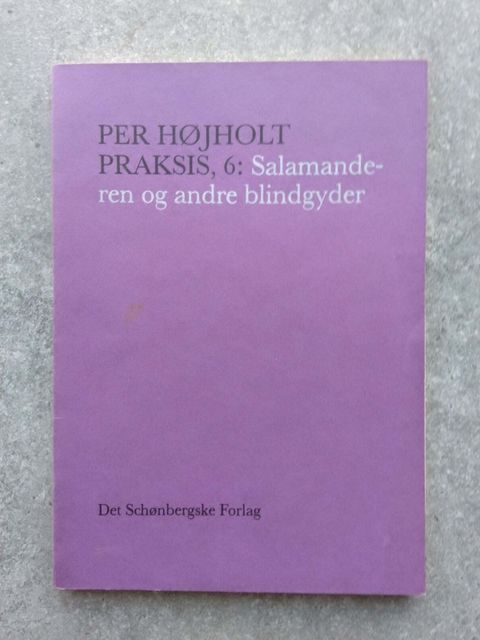 PER HØJHOLT
PRAKSIS, 6: Salamande-
ren og andre blindgyder
Det Schønbergske Forlag